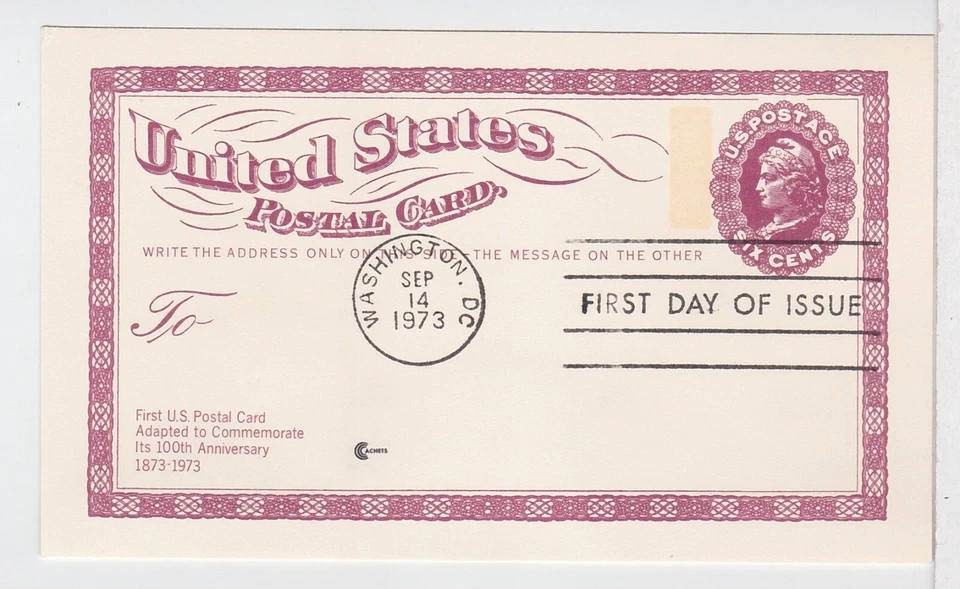 United States
POSTAL CARD.
U.S. POSTAGE
SIX CENTS
WRITE THE ADDRESS ONLY ON THIS SIDE - THE MESSAGE ON THE OTHER
To
WASHINGTON, DC
SEP
14
1973
FIRST DAY OF ISSUE
First U.S. Postal Card
Adapted to Commemorate
Its 100th Anniversary
1873-1973
CACHETS